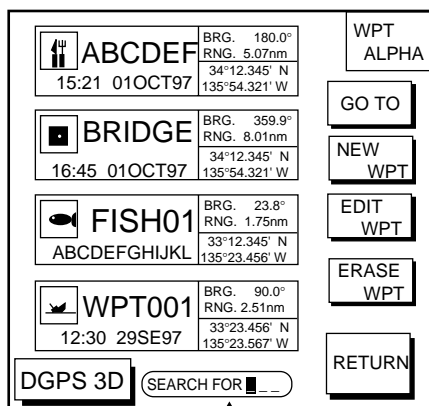 WPT
ALPHA
ABCDEF
15:21 01OCT97
BRG. 180.0°
RNG. 5.07nm
34°12.345' N
135°54.321' W
GO TO
BRIDGE
16:45 01OCT97
BRG. 359.9°
RNG. 8.01nm
34°12.345' N
135°54.321' W
NEW
WPT
FISH01
ABCDEFGHIJKL
BRG. 23.8°
RNG. 1.75nm
33°12.345' N
135°23.456' W
EDIT
WPT
ERASE
WPT
WPT001
12:30 29SE97
BRG. 90.0°
RNG. 2.51nm
33°23.456' N
135°23.567' W
RETURN
DGPS 3D
SEARCH FOR █ _ _